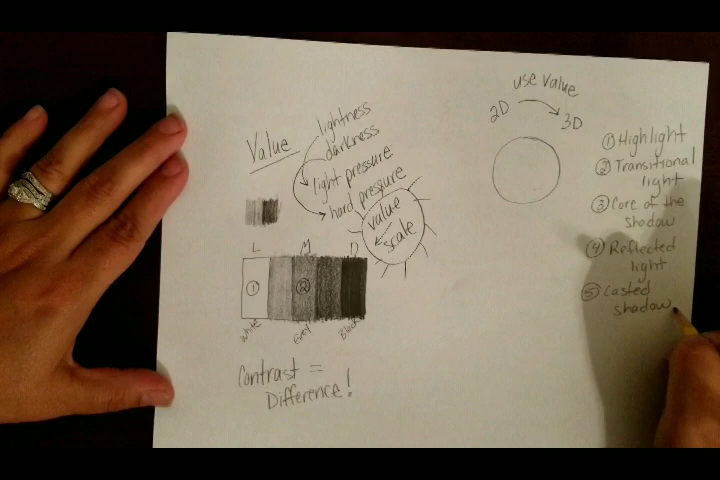 Value
lightness
darkness
light pressure
hard pressure
value
scale
L M D
1 2
White Grey Black
Contrast =
Difference!
use value
2D 3D
1 Highlight
2 Transitional
light
3 Core of the
shadow
4 Reflected
light
5 Casted
shadow